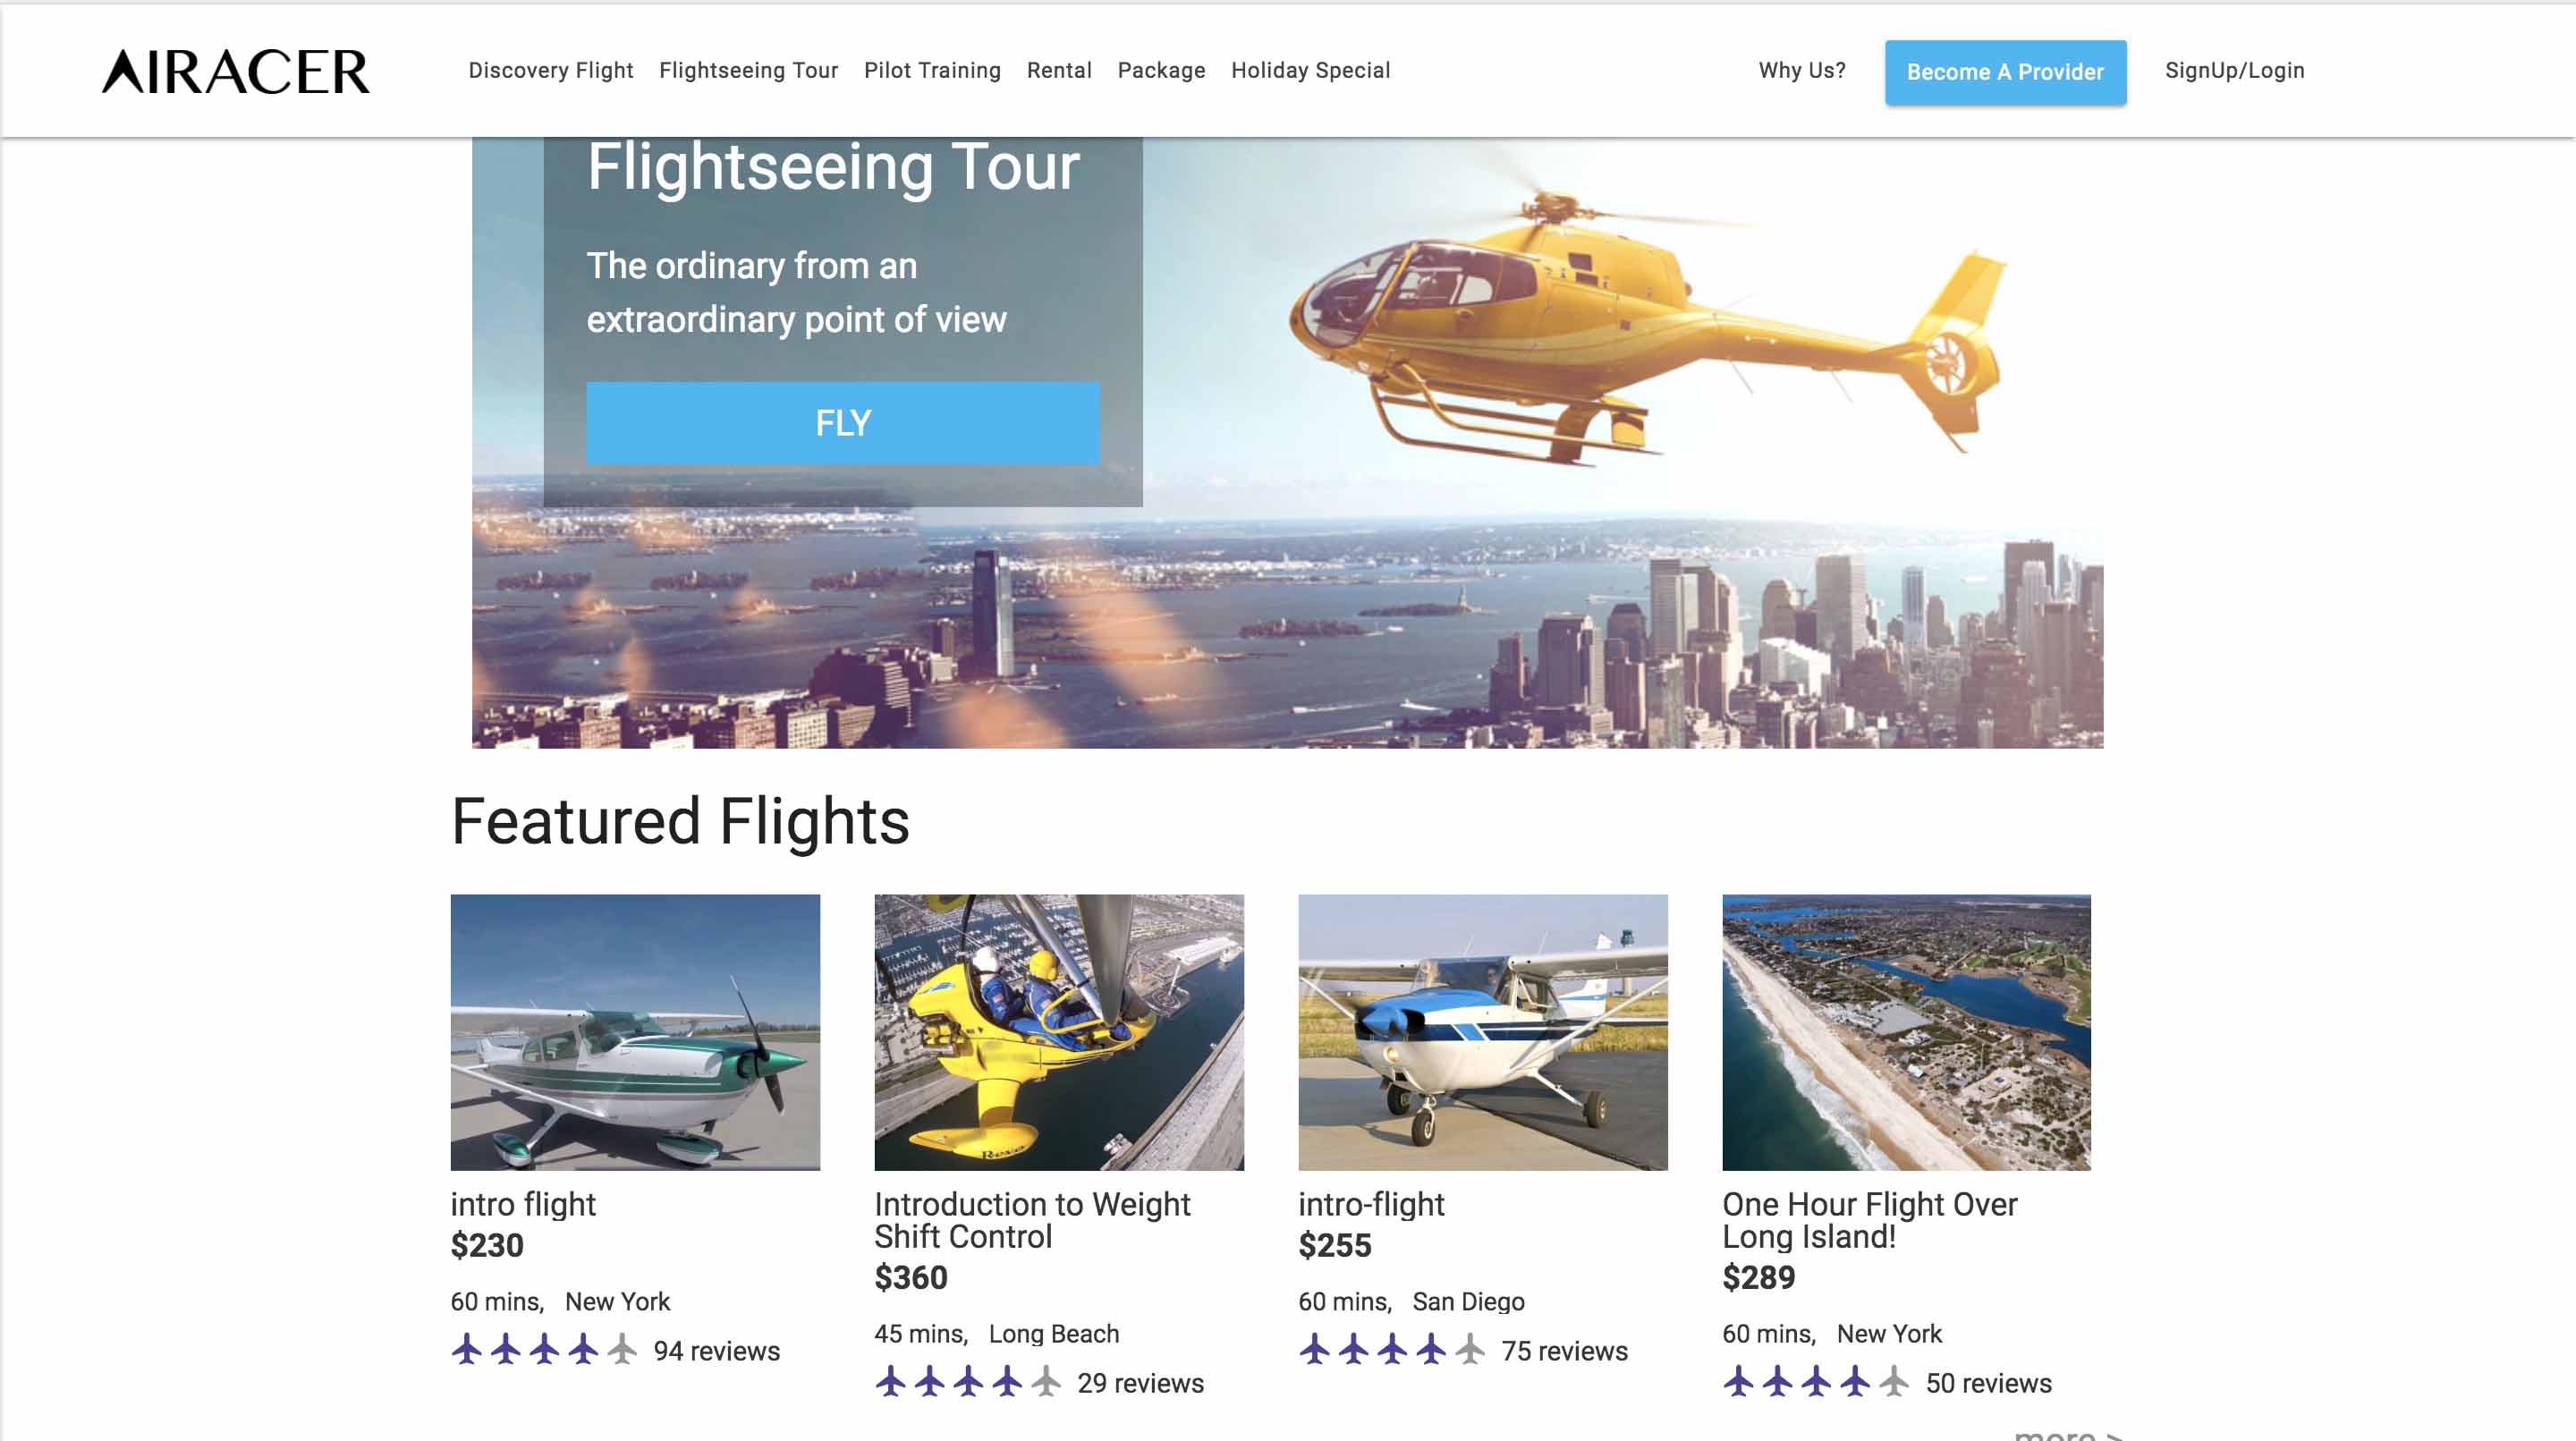 AIRACER
Discovery Flight
Flightseeing Tour
Pilot Training
Rental
Package
Holiday Special
Why Us?
Become A Provider
SignUp/Login
Flightseeing Tour
The ordinary from an
extraordinary point of view
FLY
Featured Flights
intro flight
$230
60 mins, New York
94 reviews
Introduction to Weight
Shift Control
$360
45 mins, Long Beach
29 reviews
intro-flight
$255
60 mins, San Diego
75 reviews
One Hour Flight Over
Long Island!
$289
60 mins, New York
50 reviews
more >